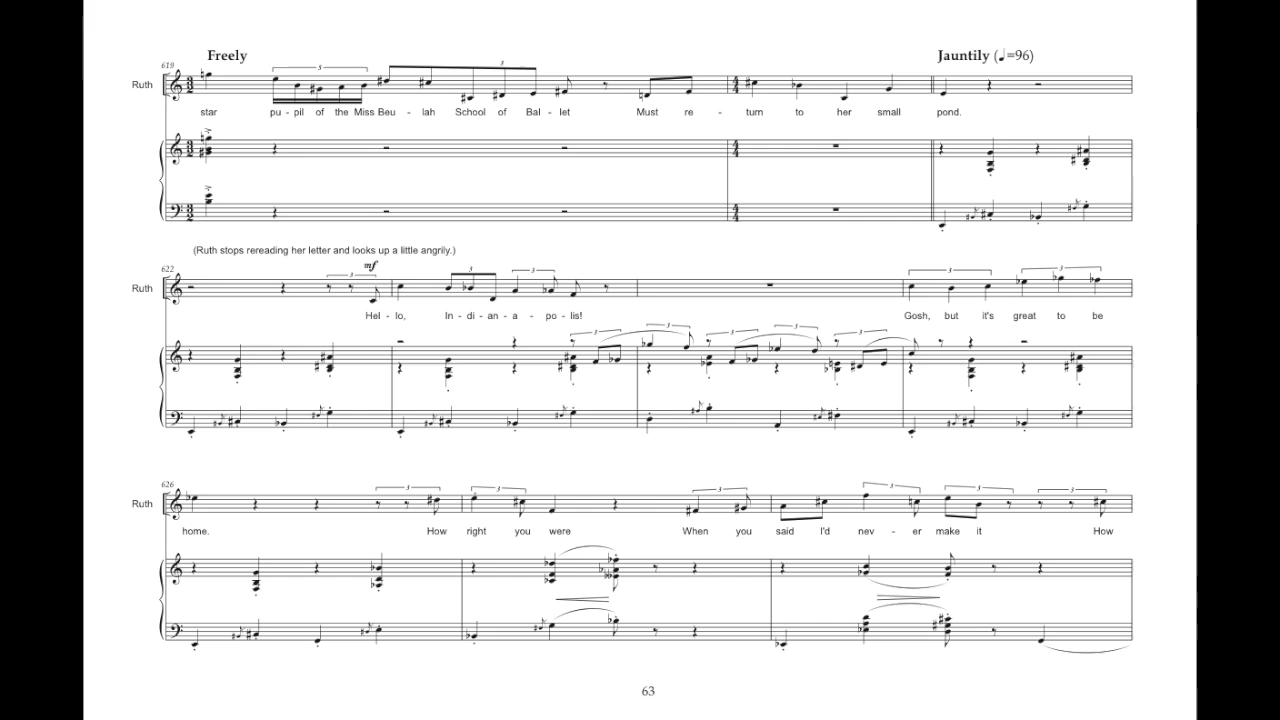 Freely
Jauntily (♩=96)
619
Ruth
star pu - pil of the Miss Beu - lah School of Bal - let Must re - turn to her small pond.
(Ruth stops rereading her letter and looks up a little angrily.)
622
mf
Ruth
Hel - lo, In - di - an - a - po - lis! Gosh, but it's great to be
626
Ruth
home. How right you were When you said I'd nev - er make it How
63